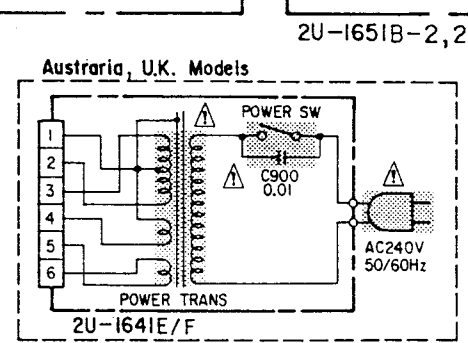 2U-1651B-2,2
Austraria, U.K. Models
POWER SW
1
2
3
4
5
6
C900
0.01
AC240V
50/60Hz
POWER TRANS
2U-1641E/F